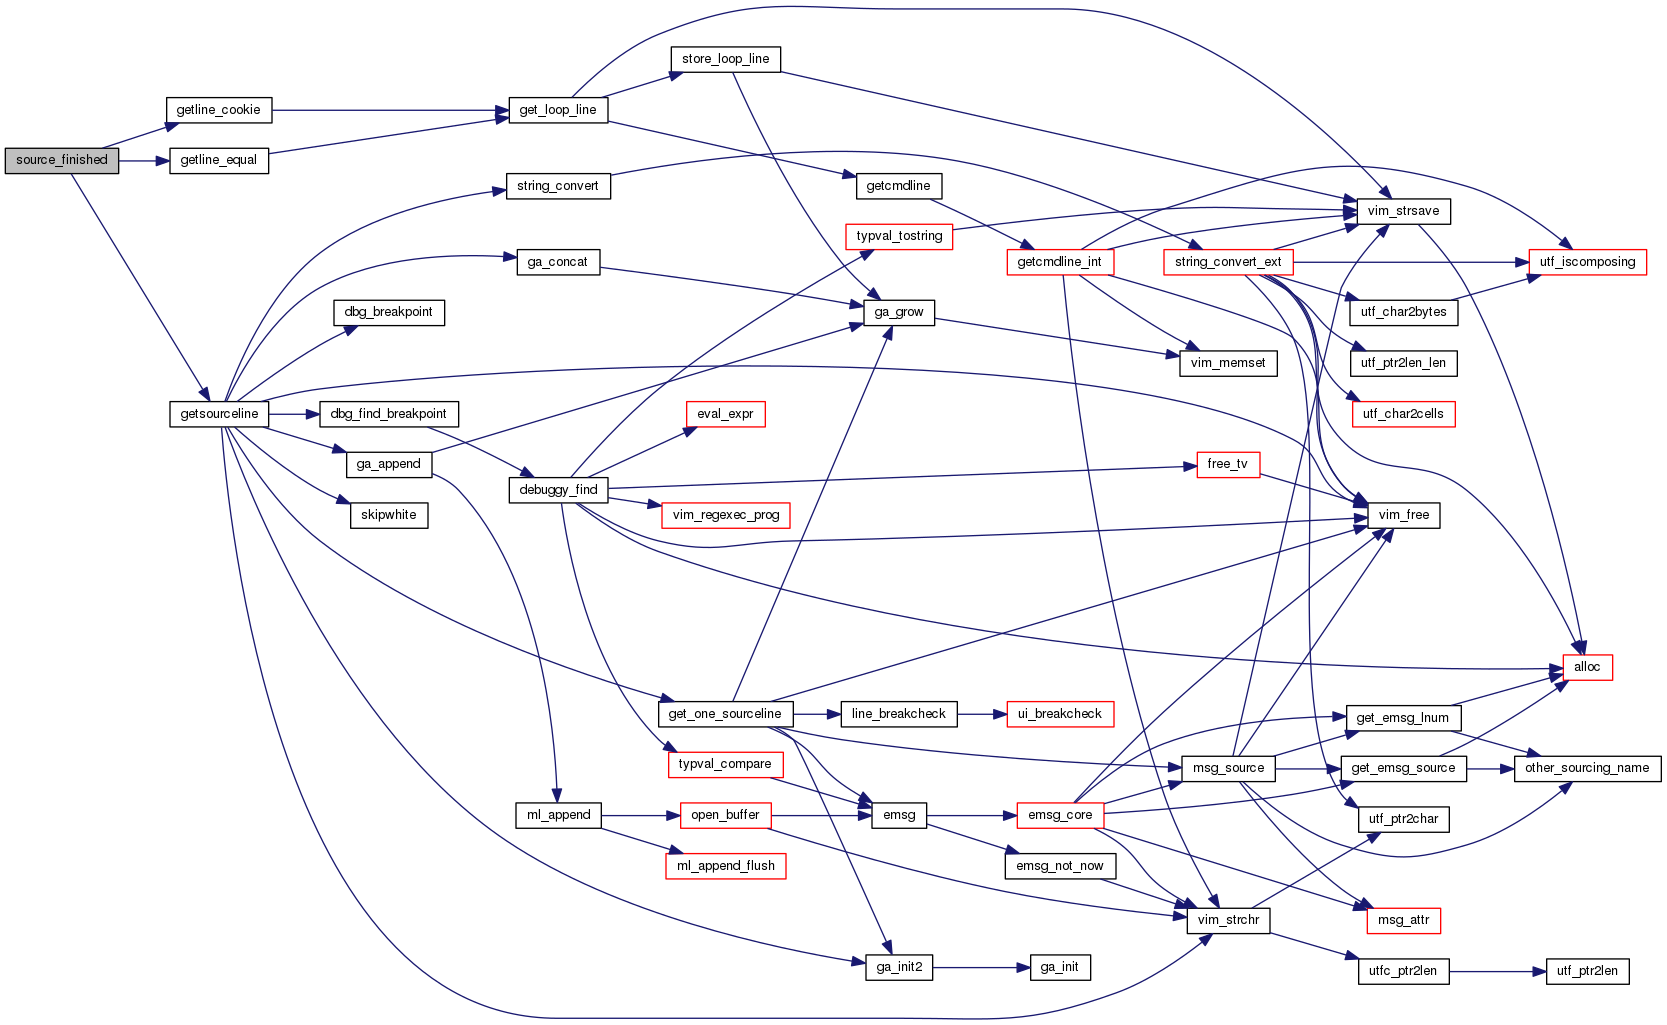 source_finished
getline_cookie
getline_equal
getsourceline
get_loop_line
store_loop_line
string_convert
ga_concat
dbg_breakpoint
dbg_find_breakpoint
ga_append
skipwhite
getcmdline
typval_tostring
getcmdline_int
string_convert_ext
vim_strsave
utf_iscomposing
ga_grow
utf_char2bytes
vim_memset
utf_ptr2len_len
eval_expr
utf_char2cells
debuggy_find
free_tv
vim_regexec_prog
vim_free
alloc
get_one_sourceline
line_breakcheck
ui_breakcheck
get_emsg_lnum
typval_compare
msg_source
get_emsg_source
other_sourcing_name
ml_append
open_buffer
emsg
emsg_core
utf_ptr2char
ml_append_flush
emsg_not_now
vim_strchr
msg_attr
ga_init2
ga_init
utfc_ptr2len
utf_ptr2len